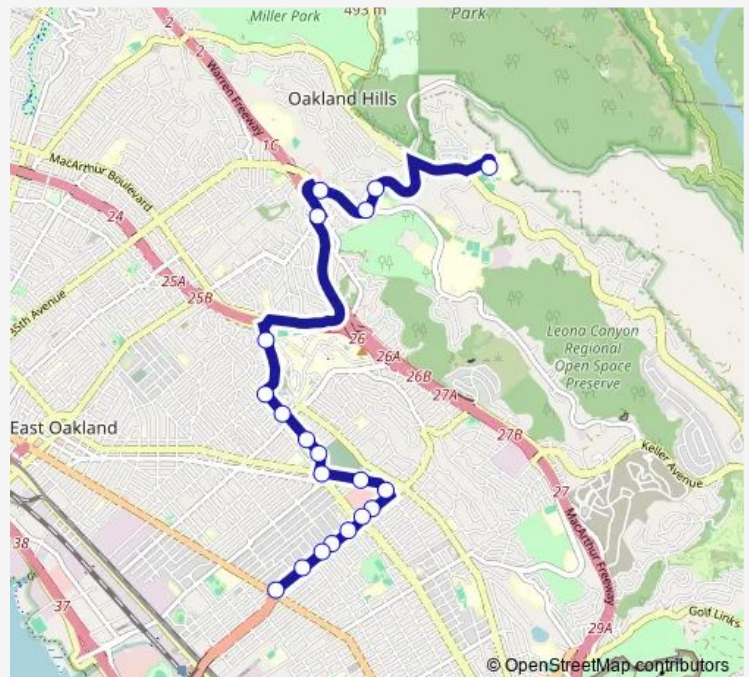 493 m
Miller Park
Park
2
2
Warren Freeway
Oakland Hills
1C
MacArthur Boulevard
24
25A
25B
35th Avenue
26
26A
26B
27A
Leona Canyon
Regional
Open Space
Preserve
East Oakland
27B
Keller Avenue
27
MacArthur Freeway
38
37
Golf Links
29A
© OpenStreetMap contributors